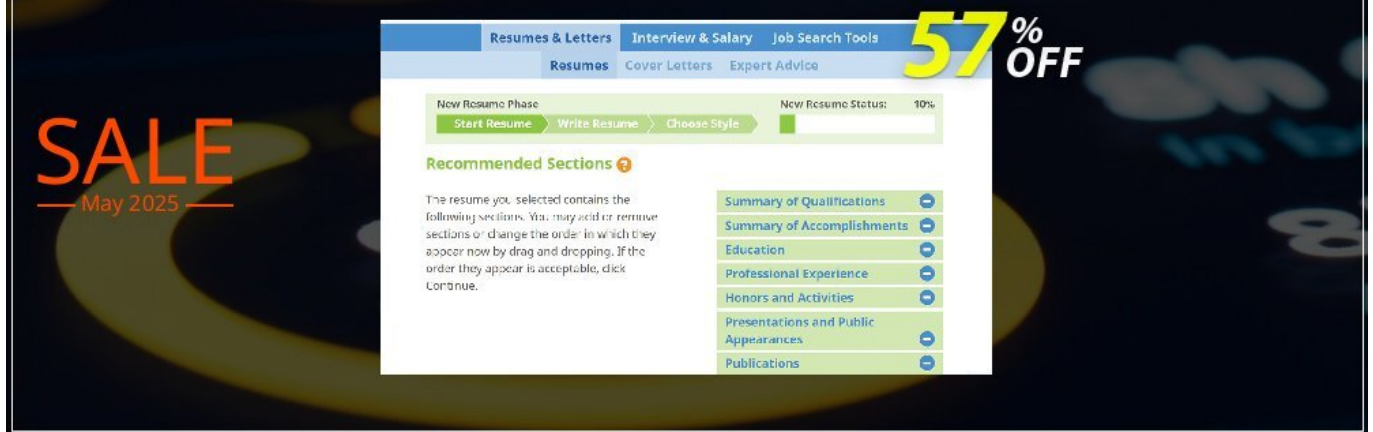 SALE
May 2025
57%
OFF
Resumes & Letters Interview & Salary Job Search Tools
Resumes Cover Letters Expert Advice
New Resume Phase New Resume Status: 10%
Start Resume Write Resume Choose Style
Recommended Sections ?
The resume you selected contains the
following sections. You may add or remove
sections or change the order in which they
appear now by drag and dropping. If the
order they appear is acceptable, click
Continue.
Summary of Qualifications
Summary of Accomplishments
Education
Professional Experience
Honors and Activities
Presentations and Public
Appearances
Publications